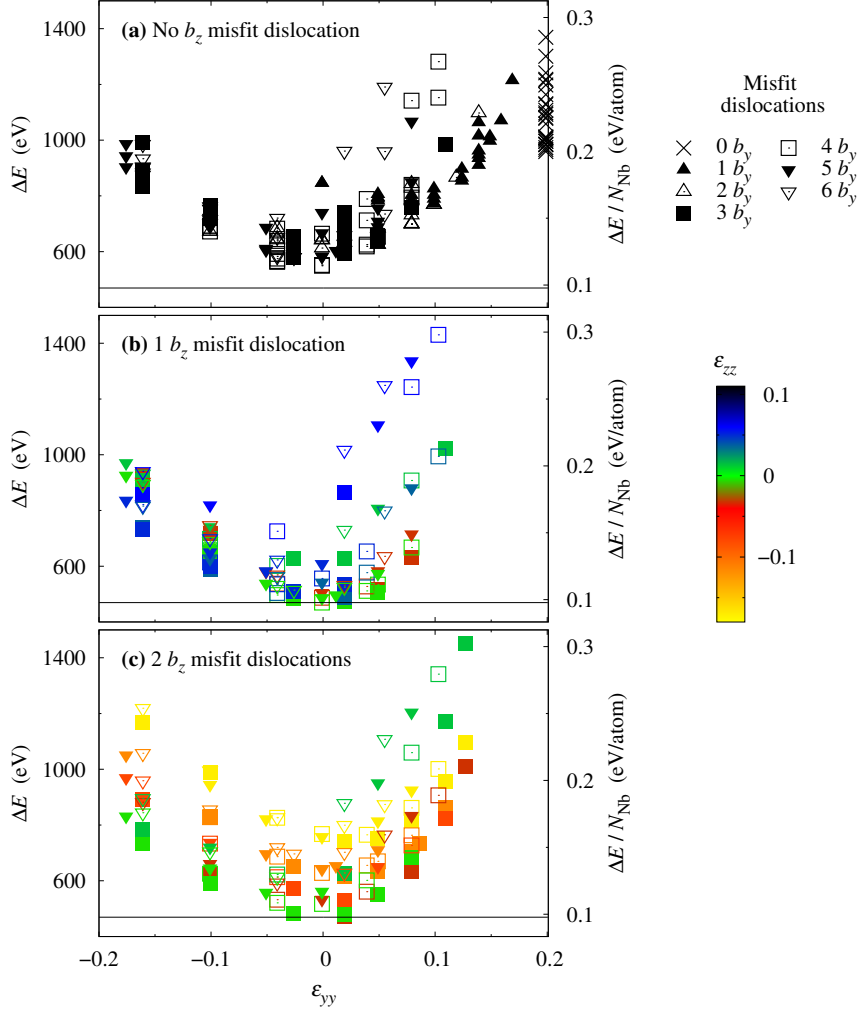 (a) No b_z misfit dislocation
1400
1000
600
ΔE (eV)
0.3
0.2
0.1
ΔE / N_Nb (eV/atom)
Misfit
dislocations
0 b_y
1 b_y
2 b_y
3 b_y
4 b_y
5 b_y
6 b_y
(b) 1 b_z misfit dislocation
1400
1000
600
ΔE (eV)
0.3
0.2
0.1
ΔE / N_Nb (eV/atom)
ε_zz
0.1
0
−0.1
(c) 2 b_z misfit dislocations
1400
1000
600
ΔE (eV)
0.3
0.2
0.1
ΔE / N_Nb (eV/atom)
−0.2 −0.1 0 0.1 0.2
ε_yy